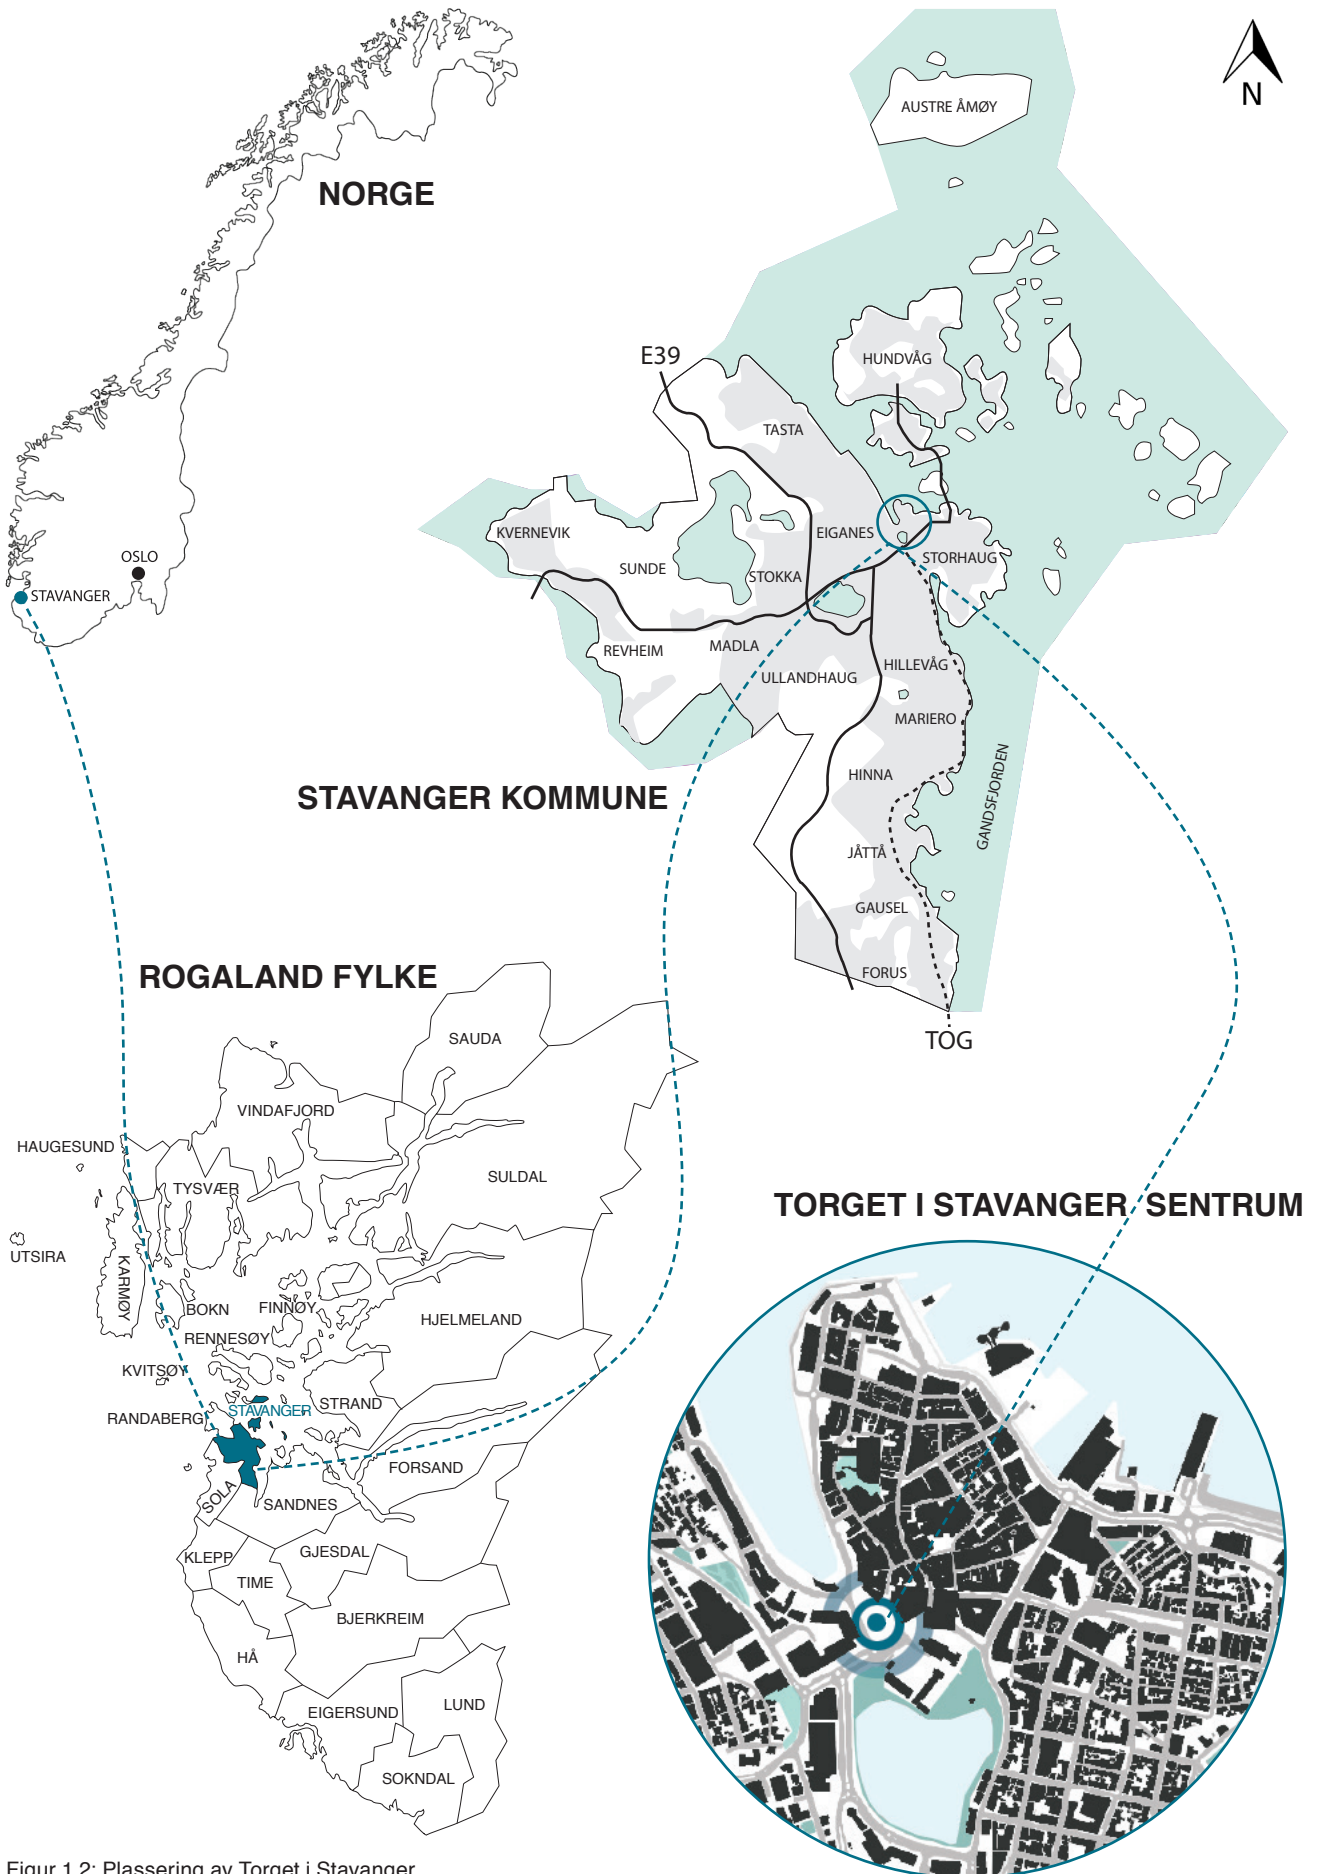 N
AUSTRE ÅMØY
NORGE
HUNDVÅG
E39
TASTA
KVERNEVIK
EIGANES
OSLO
STORHAUG
SUNDE
STOKKA
STAVANGER
REVHEIM
MADLA
HILLEVÅG
ULLANDHAUG
MARIERO
HINNA
GANDSFJORDEN
STAVANGER KOMMUNE
JÅTTÅ
GAUSEL
FORUS
TOG
ROGALAND FYLKE
SAUDA
VINDAFJORD
HAUGESUND
SULDAL
TYSVÆR
UTSIRA
KARMØY
BOKN
FINNØY
HJELMELAND
RENNESØY
KVITSØY
STRAND
STAVANGER
RANDABERG
FORSAND
SOLA
SANDNES
KLEPP
GJESDAL
TIME
BJERKREIM
HÅ
LUND
EIGERSUND
SOKNDAL
TORGET I STAVANGER SENTRUM
Figur 1.2: Plassering av Torget i Stavanger